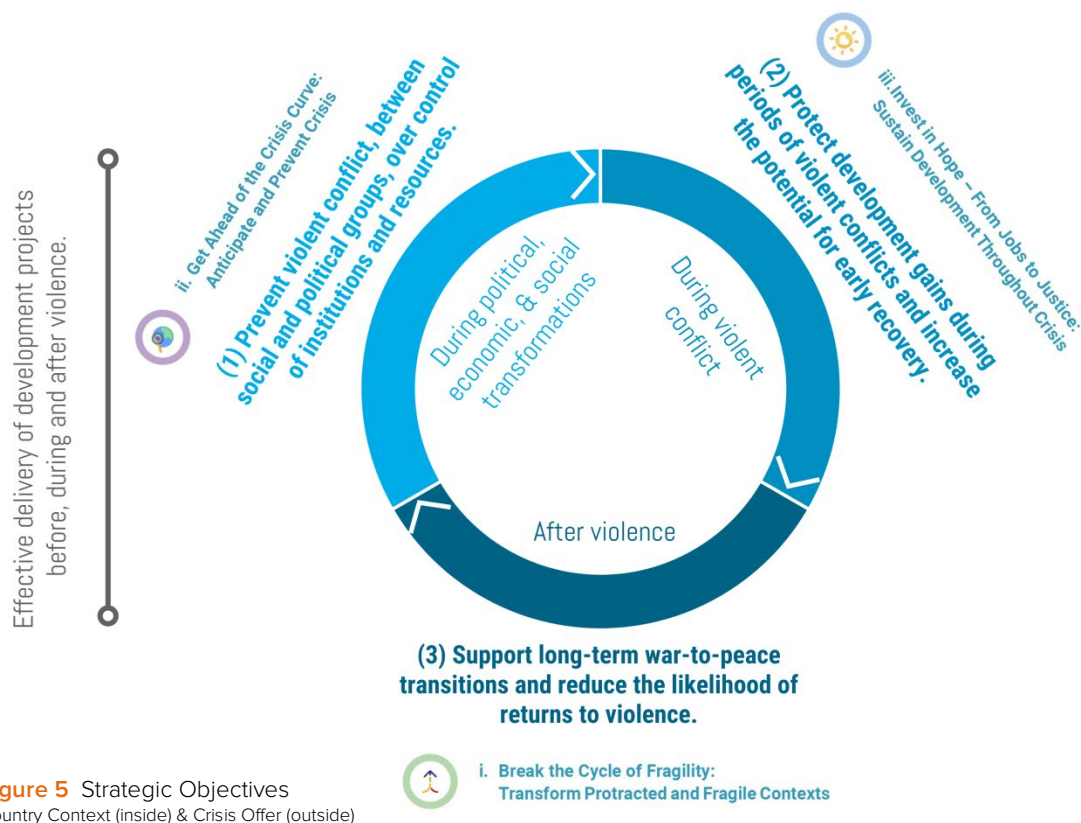 Effective delivery of development projects
before, during and after violence.
ii. Get Ahead of the Crisis Curve:
Anticipate and Prevent Crisis
(1) Prevent violent conflict, between
social and political groups, over control
of institutions and resources.
iii. Invest in Hope – From Jobs to Justice:
Sustain Development Throughout Crisis
(2) Protect development gains during
periods of violent conflicts and increase
the potential for early recovery.
During political,
economic, & social
transformations
During violent
conflict
After violence
(3) Support long-term war-to-peace
transitions and reduce the likelihood of
returns to violence.
i. Break the Cycle of Fragility:
Transform Protracted and Fragile Contexts
gure 5 Strategic Objectives
ountry Context (inside) & Crisis Offer (outside)